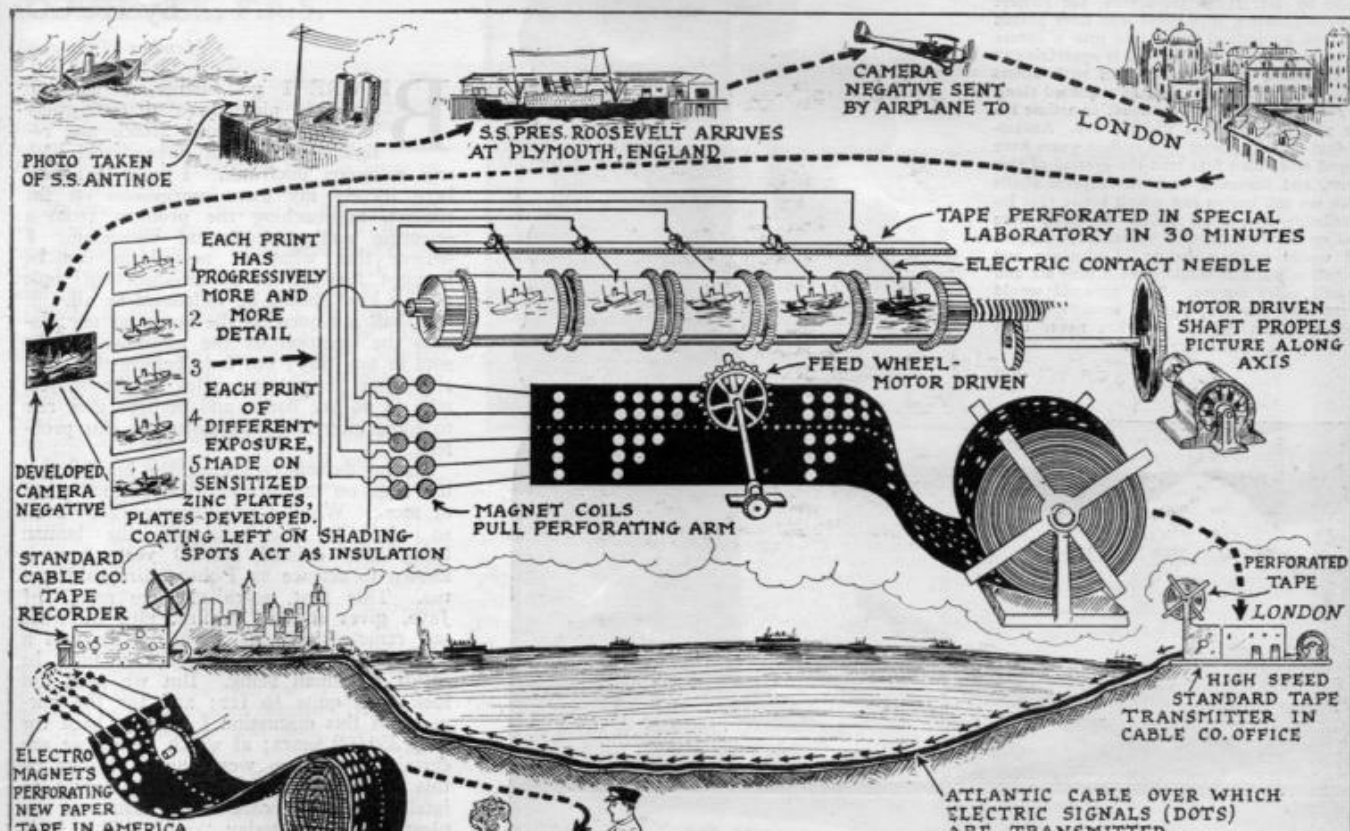 PHOTO TAKEN
OF S.S. ANTINOE
S.S. PRES. ROOSEVELT ARRIVES
AT PLYMOUTH, ENGLAND
CAMERA
NEGATIVE SENT
BY AIRPLANE TO
LONDON
TAPE PERFORATED IN SPECIAL
LABORATORY IN 30 MINUTES
ELECTRIC CONTACT NEEDLE
MOTOR DRIVEN
SHAFT PROPELS
PICTURE ALONG
AXIS
FEED WHEEL-
MOTOR DRIVEN
EACH PRINT
HAS
PROGRESSIVELY
MORE AND
MORE
DETAIL
1
2
3
4
5
EACH PRINT
OF
DIFFERENT
EXPOSURE,
MADE ON
SENSITIZED
ZINC PLATES,
PLATES DEVELOPED.
COATING LEFT ON SHADING
SPOTS ACT AS INSULATION
DEVELOPED
CAMERA
NEGATIVE
MAGNET COILS
PULL PERFORATING ARM
STANDARD
CABLE CO.
TAPE
RECORDER
PERFORATED
TAPE
LONDON
HIGH SPEED
STANDARD TAPE
TRANSMITTER IN
CABLE CO. OFFICE
ELECTRO
MAGNETS
PERFORATING
NEW PAPER
TAPE IN AMERICA
ATLANTIC CABLE OVER WHICH
ELECTRIC SIGNALS (DOTS)
ARE TRANSMITTED